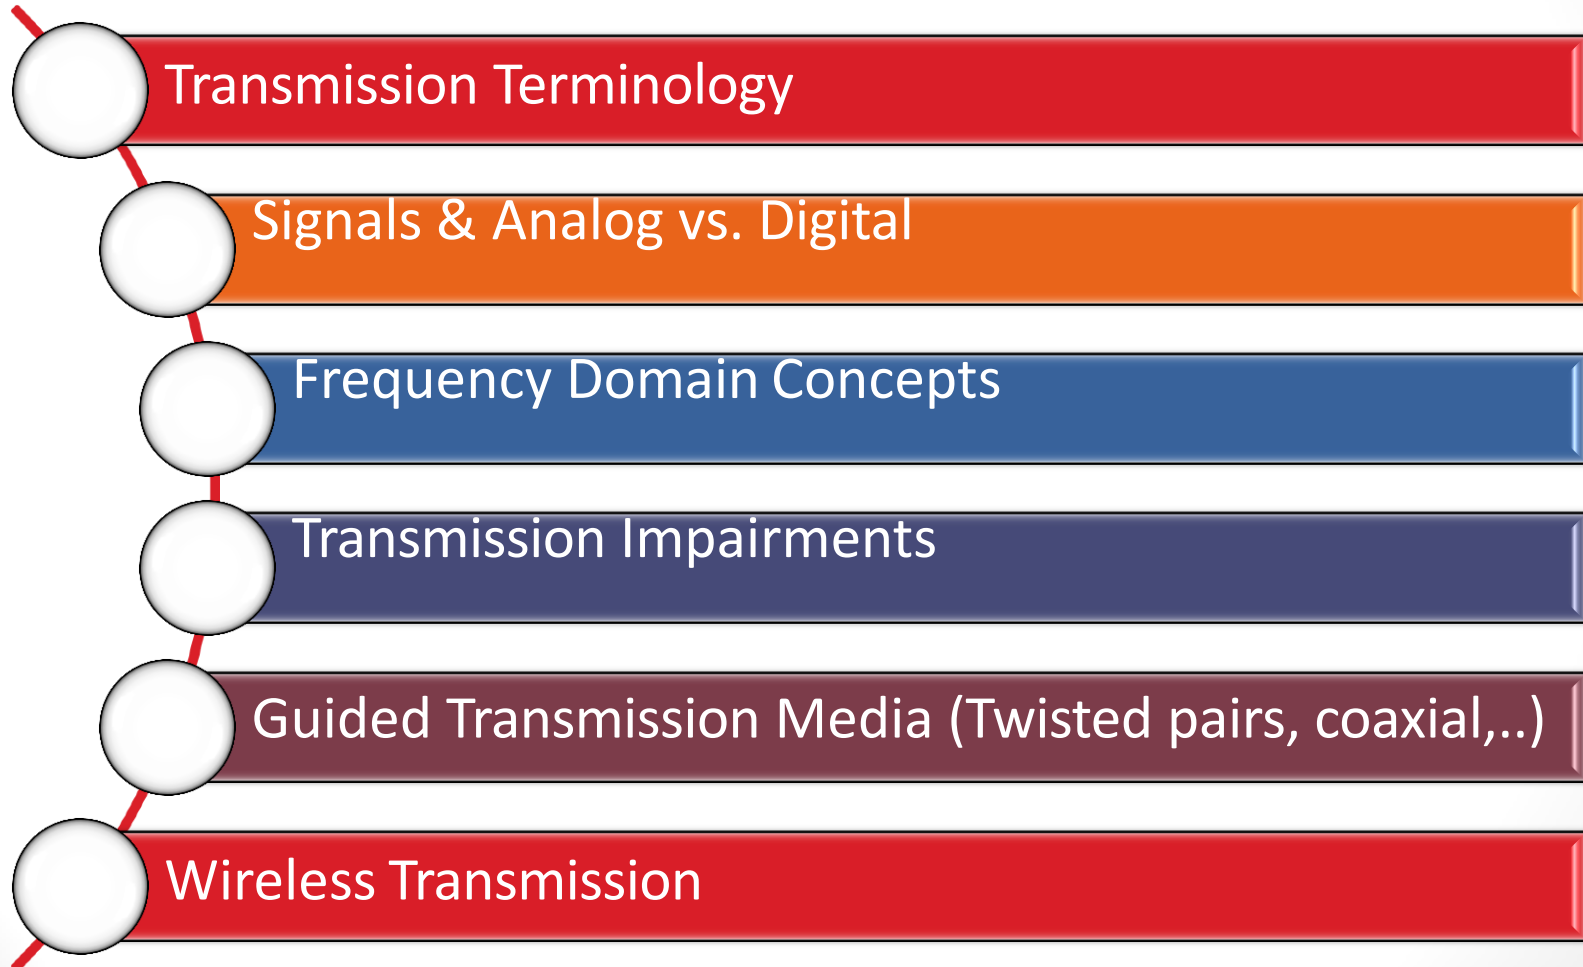 Transmission Terminology
Signals & Analog vs. Digital
Frequency Domain Concepts
Transmission Impairments
Guided Transmission Media (Twisted pairs, coaxial,..)
Wireless Transmission